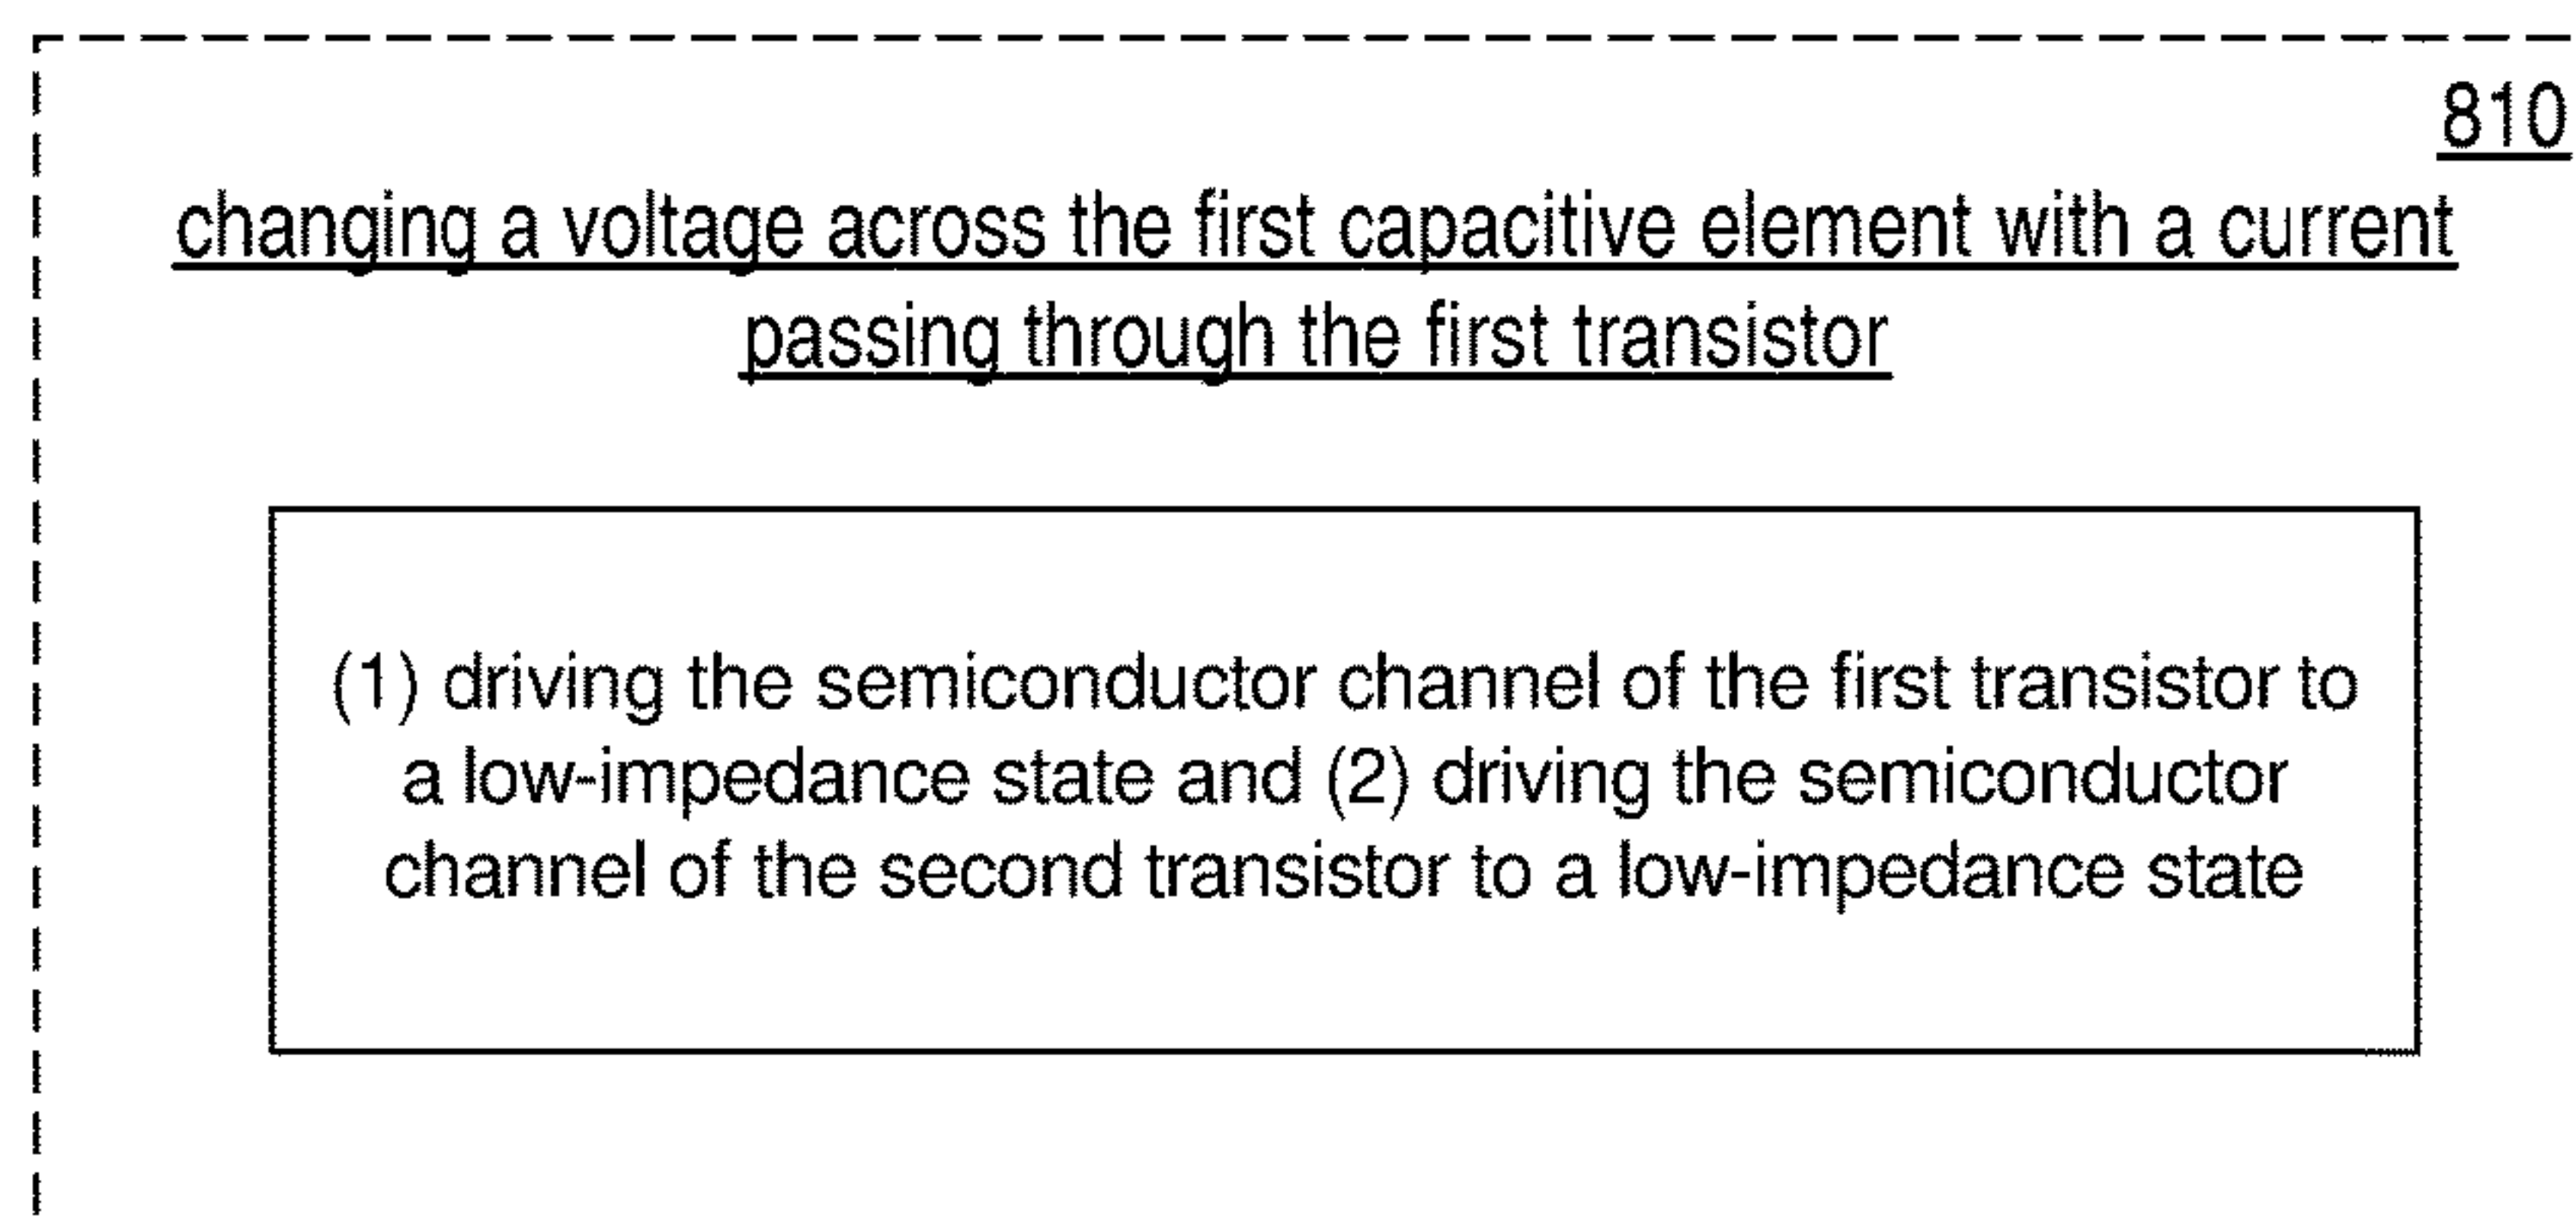 810
changing a voltage across the first capacitive element with a current
passing through the first transistor
(1) driving the semiconductor channel of the first transistor to
a low-impedance state and (2) driving the semiconductor
channel of the second transistor to a low-impedance state